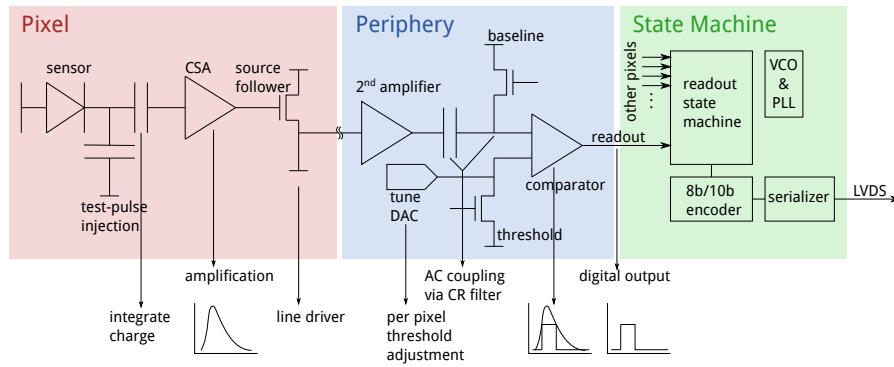 Pixel
Periphery
State Machine
sensor
CSA
source
follower
test-pulse
injection
baseline
2nd amplifier
tune
DAC
comparator
threshold
readout
other pixels
...
readout
state
machine
VCO
&
PLL
8b/10b
encoder
serializer
LVDS
amplification
integrate
charge
line driver
AC coupling
via CR filter
per pixel
threshold
adjustment
digital output